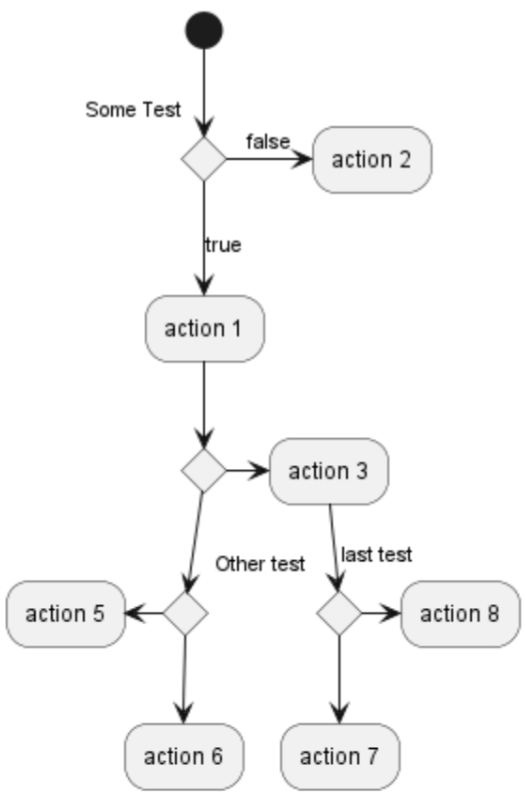 Some Test
false
action 2
true
action 1
action 3
Other test
last test
action 5
action 8
action 6
action 7